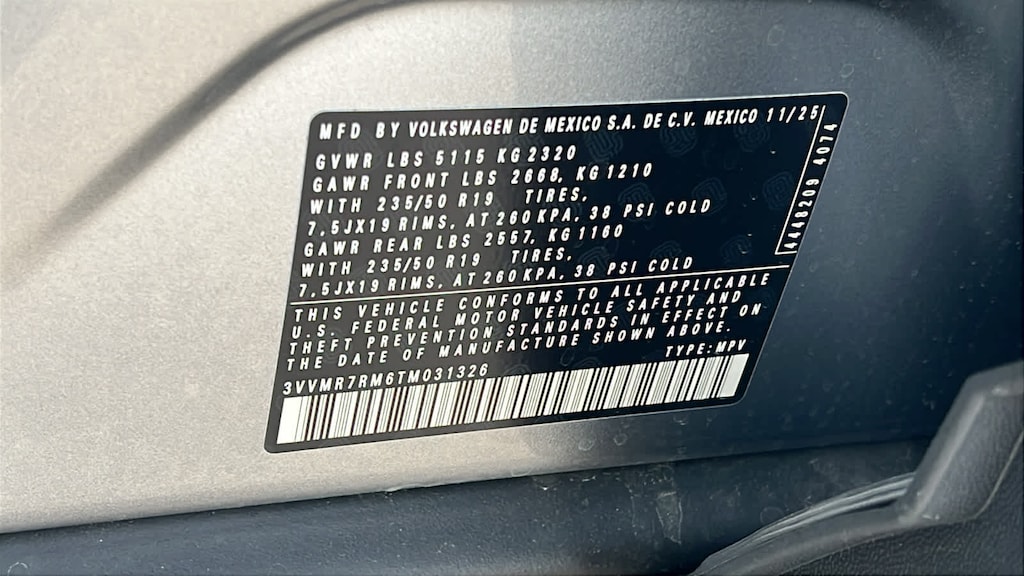 MFD BY VOLKSWAGEN DE MEXICO S.A. DE C.V. MEXICO 11/25
GVWR LBS 5115 KG 2320
GAWR FRONT LBS 2668, KG 1210
WITH 235/50 R19 TIRES,
7,5JX19 RIMS, AT 260 KPA, 38 PSI COLD
GAWR REAR LBS 2557, KG 1160
WITH 235/50 R19 TIRES,
7,5JX19 RIMS, AT 260 KPA, 38 PSI COLD
4448209 4074
THIS VEHICLE CONFORMS TO ALL APPLICABLE
U.S. FEDERAL MOTOR VEHICLE SAFETY AND
THEFT PREVENTION STANDARDS IN EFFECT ON
THE DATE OF MANUFACTURE SHOWN ABOVE.
TYPE: MPV
3VVMR7RM6TM031326